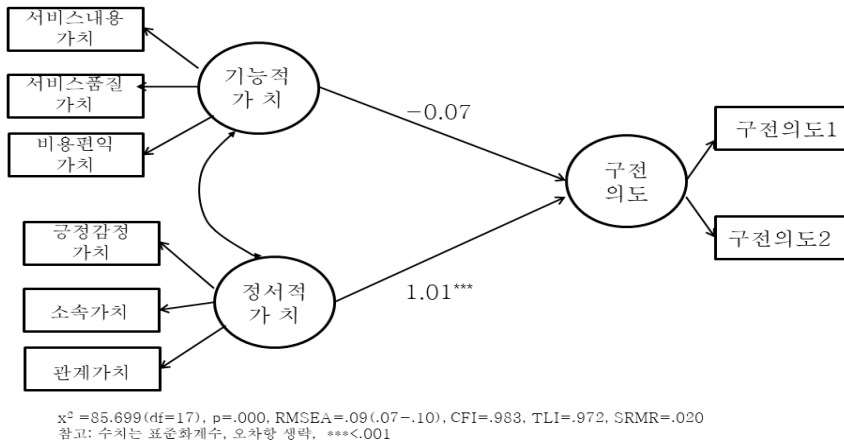 서비스내용
가치
서비스품질
가치
비용편익
가치
기능적
가 치
-0.07
구전
의도
구전의도1
구전의도2
긍정감정
가치
소속가치
관계가치
정서적
가 치
1.01***
x² =85.699(df=17), p=.000, RMSEA=.09(.07-.10), CFI=.983, TLI=.972, SRMR=.020
참고: 수치는 표준화계수, 오차항 생략, ***<.001